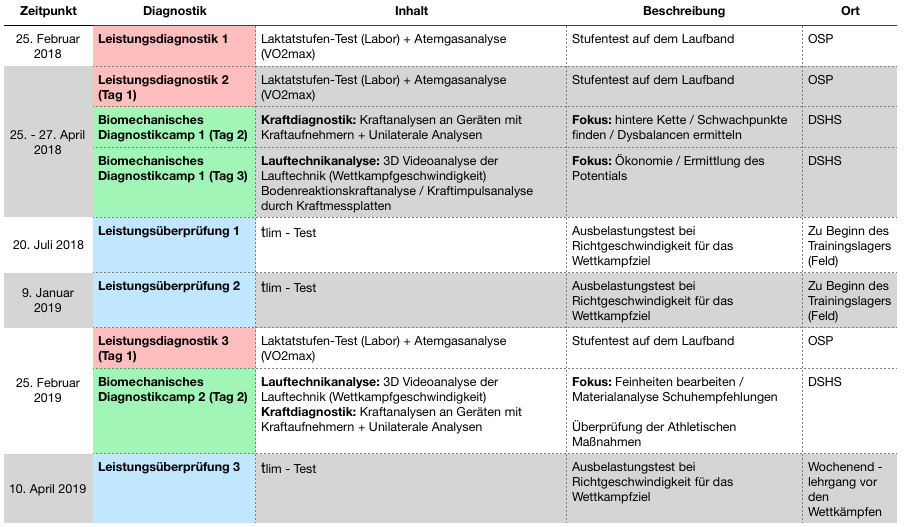 Zeitpunkt Diagnostik Inhalt Beschreibung Ort
25. Februar
2018
Leistungsdiagnostik 1
Laktatstufen-Test (Labor) + Atemgasanalyse
(VO2max)
Stufentest auf dem Laufband
OSP
25. - 27. April
2018
Leistungsdiagnostik 2
(Tag 1)
Laktatstufen-Test (Labor) + Atemgasanalyse
(VO2max)
Stufentest auf dem Laufband
OSP
Biomechanisches
Diagnostikcamp 1 (Tag 2)
Kraftdiagnostik: Kraftanalysen an Geräten mit
Kraftaufnehmern + Unilaterale Analysen
Fokus: hintere Kette / Schwachpunkte
finden / Dysbalancen ermitteln
DSHS
Biomechanisches
Diagnostikcamp 1 (Tag 3)
Lauftechnikanalyse: 3D Videoanalyse der
Lauftechnik (Wettkampfgeschwindigkeit)
Bodenreaktionskraftanalyse / Kraftimpulsanalyse
durch Kraftmessplatten
Fokus: Ökonomie / Ermittlung des
Potentials
DSHS
20. Juli 2018
Leistungsüberprüfung 1
tlim - Test
Ausbelastungstest bei
Richtgeschwindigkeit für das
Wettkampfziel
Zu Beginn des
Trainingslagers
(Feld)
9. Januar
2019
Leistungsüberprüfung 2
tlim - Test
Ausbelastungstest bei
Richtgeschwindigkeit für das
Wettkampfziel
Zu Beginn des
Trainingslagers
(Feld)
25. Februar
2019
Leistungsdiagnostik 3
(Tag 1)
Laktatstufen-Test (Labor) + Atemgasanalyse
(VO2max)
Stufentest auf dem Laufband
OSP
Biomechanisches
Diagnostikcamp 2 (Tag 2)
Lauftechnikanalyse: 3D Videoanalyse der
Lauftechnik (Wettkampfgeschwindigkeit)
Kraftdiagnostik: Kraftanalysen an Geräten mit
Kraftaufnehmern + Unilaterale Analysen
Fokus: Feinheiten bearbeiten /
Materialanalyse Schuhempfehlungen
Überprüfung der Athletischen
Maßnahmen
DSHS
10. April 2019
Leistungsüberprüfung 3
tlim - Test
Ausbelastungstest bei
Richtgeschwindigkeit für das
Wettkampfziel
Wochenend -
lehrgang vor
den
Wettkämpfen